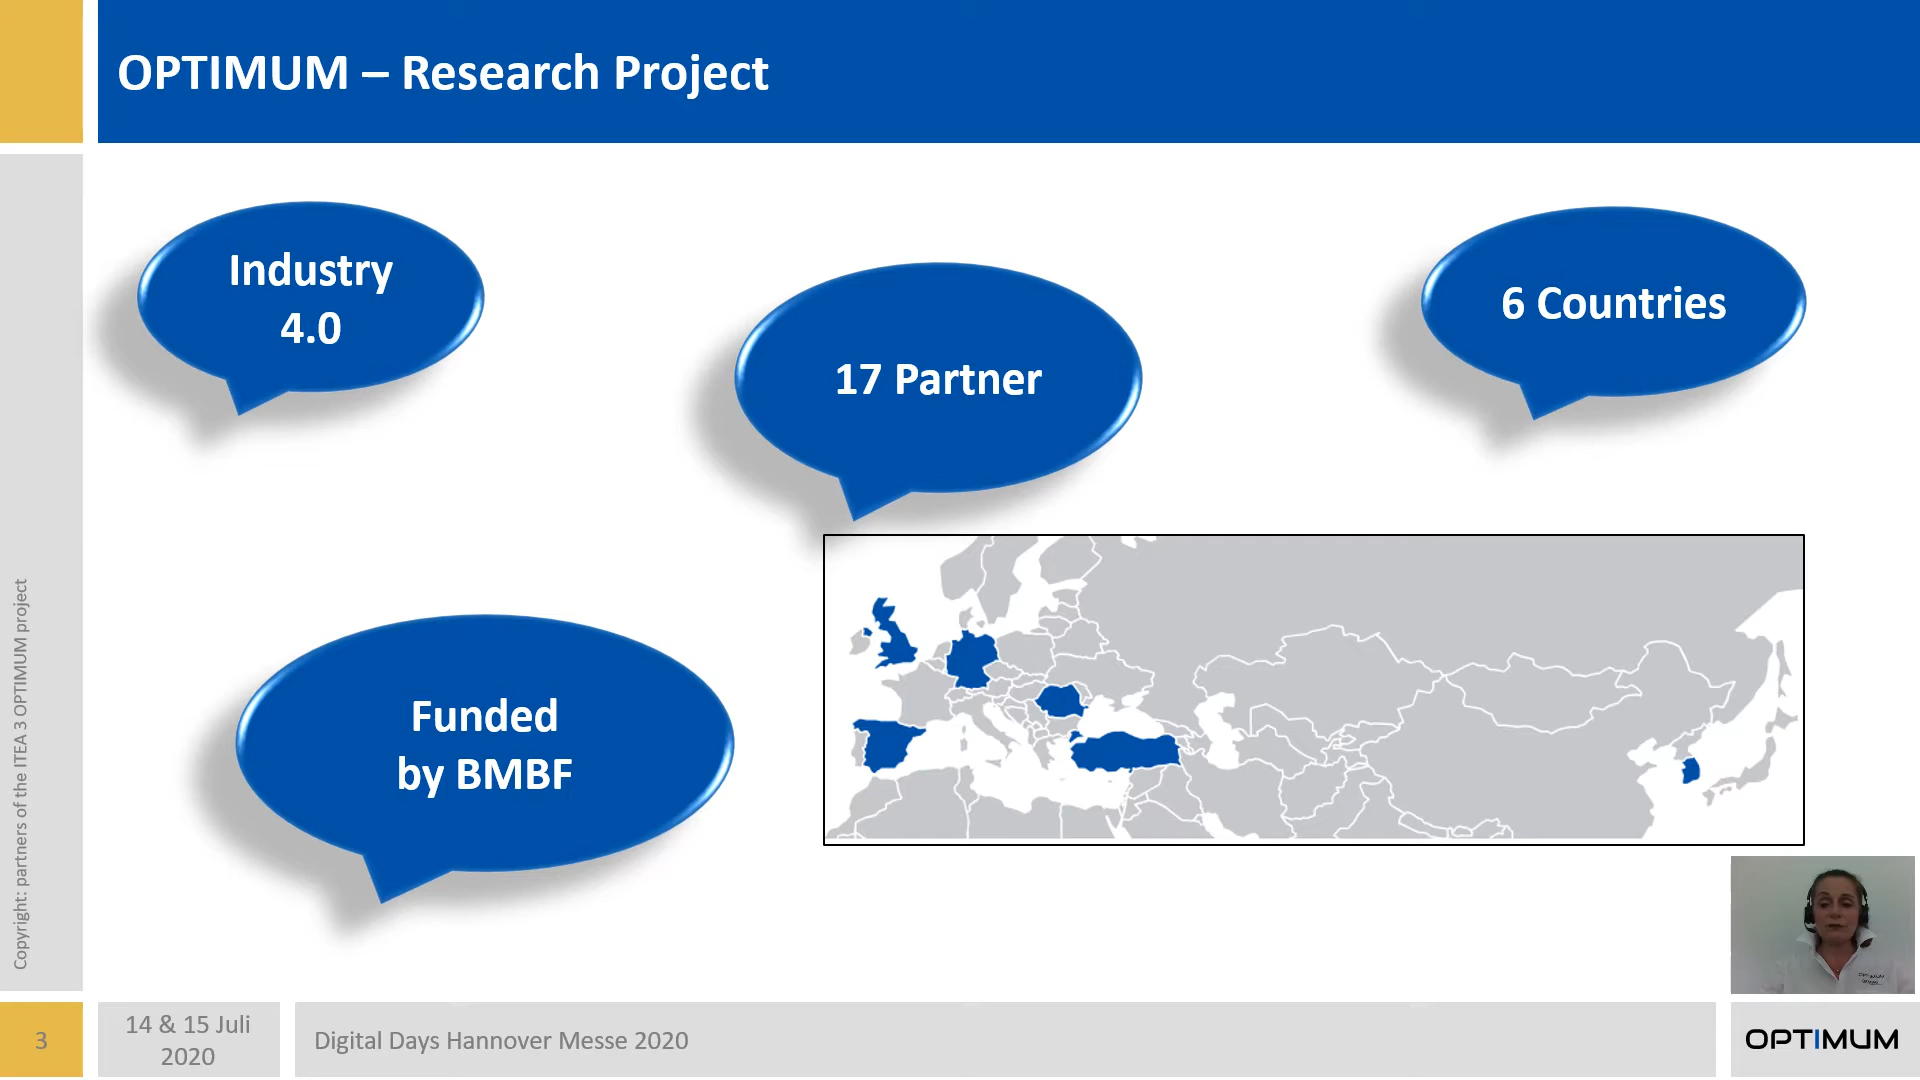 OPTIMUM – Research Project
Industry
4.0
17 Partner
6 Countries
Funded
by BMBF
Copyright: partners of the ITEA 3 OPTIMUM project
3
14 & 15 Juli
2020
Digital Days Hannover Messe 2020
OPTIMUM